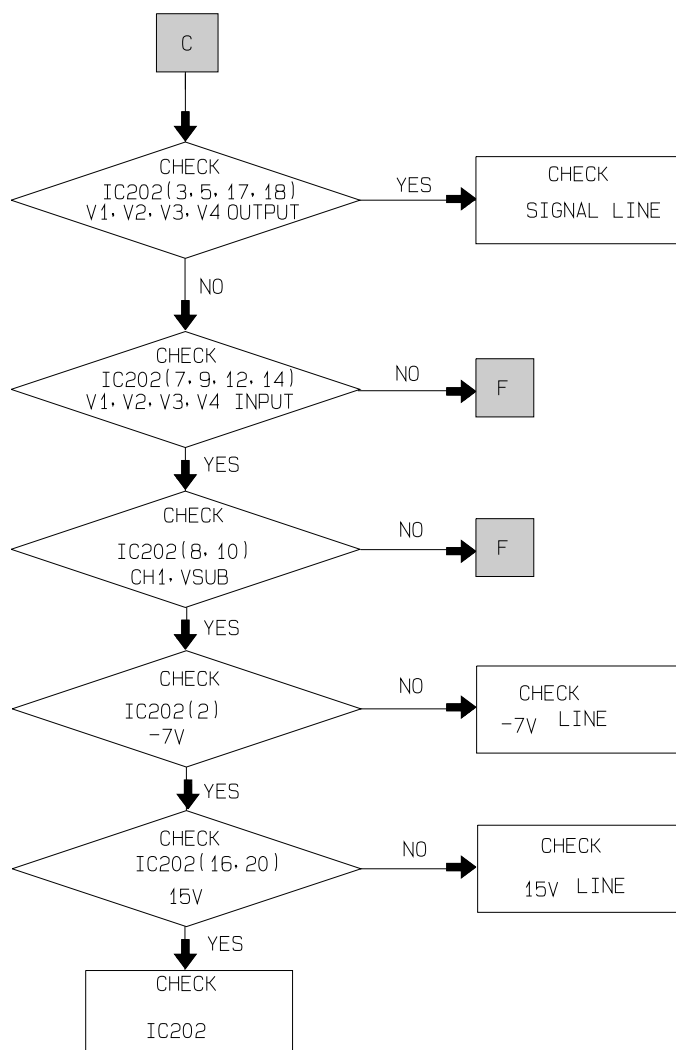 C
CHECK
IC202(3,5,17,18)
V1,V2,V3,V4 OUTPUT
YES
CHECK
SIGNAL LINE
NO
CHECK
IC202(7,9,12,14)
V1,V2,V3,V4 INPUT
NO
F
YES
CHECK
IC202(8,10)
CH1,VSUB
NO
F
YES
CHECK
IC202(2)
-7V
NO
CHECK
-7V LINE
YES
CHECK
IC202(16,20)
15V
NO
CHECK
15V LINE
YES
CHECK
IC202